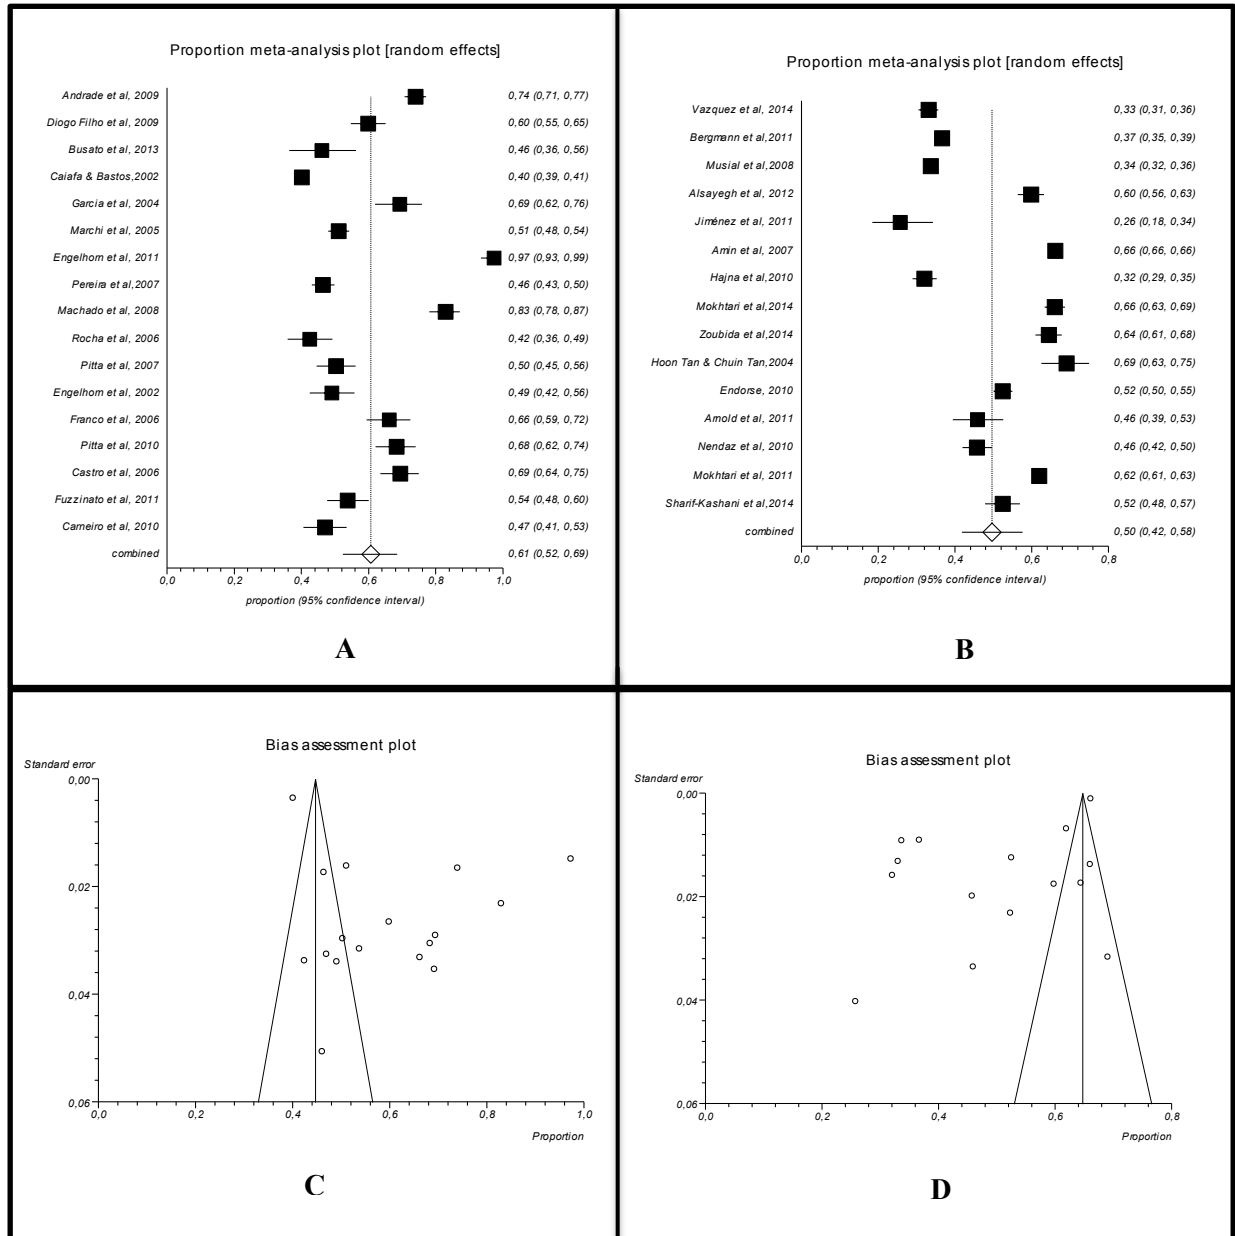 Proportion meta-analysis plot [random effects]
Andrade et al, 2009 0,74 (0,71, 0,77)
Diogo Filho et al, 2009 0,60 (0,55, 0,65)
Busato et al, 2013 0,46 (0,36, 0,56)
Caiafa & Bastos,2002 0,40 (0,39, 0,41)
Garcia et al, 2004 0,69 (0,62, 0,76)
Marchi et al, 2005 0,51 (0,48, 0,54)
Engelhorn et al, 2011 0,97 (0,93, 0,99)
Pereira et al,2007 0,46 (0,43, 0,50)
Machado et al, 2008 0,83 (0,78, 0,87)
Rocha et al, 2006 0,42 (0,36, 0,49)
Pitta et al, 2007 0,50 (0,45, 0,56)
Engelhorn et al, 2002 0,49 (0,42, 0,56)
Franco et al, 2006 0,66 (0,59, 0,72)
Pitta et al, 2010 0,68 (0,62, 0,74)
Castro et al, 2006 0,69 (0,64, 0,75)
Fuzzinato et al, 2011 0,54 (0,48, 0,60)
Carneiro et al, 2010 0,47 (0,41, 0,53)
combined 0,61 (0,52, 0,69)
0,0 0,2 0,4 0,6 0,8 1,0
proportion (95% confidence interval)
A
Proportion meta-analysis plot [random effects]
Vazquez et al, 2014 0,33 (0,31, 0,36)
Bergmann et al,2011 0,37 (0,35, 0,39)
Musial et al,2008 0,34 (0,32, 0,36)
Alsayegh et al, 2012 0,60 (0,56, 0,63)
Jiménez et al, 2011 0,26 (0,18, 0,34)
Amin et al, 2007 0,66 (0,66, 0,66)
Hajna et al,2010 0,32 (0,29, 0,35)
Mokhtari et al,2014 0,66 (0,63, 0,69)
Zoubida et al,2014 0,64 (0,61, 0,68)
Hoon Tan & Chuin Tan,2004 0,69 (0,63, 0,75)
Endorse, 2010 0,52 (0,50, 0,55)
Arnold et al, 2011 0,46 (0,39, 0,53)
Nendaz et al, 2010 0,46 (0,42, 0,50)
Mokhtari et al, 2011 0,62 (0,61, 0,63)
Sharif-Kashani et al,2014 0,52 (0,48, 0,57)
combined 0,50 (0,42, 0,58)
0,0 0,2 0,4 0,6 0,8
proportion (95% confidence interval)
B
Bias assessment plot
Standard error
0,00
0,02
0,04
0,06
0,0 0,2 0,4 0,6 0,8 1,0
Proportion
C
Bias assessment plot
Standard error
0,00
0,02
0,04
0,06
0,0 0,2 0,4 0,6 0,8
Proportion
D